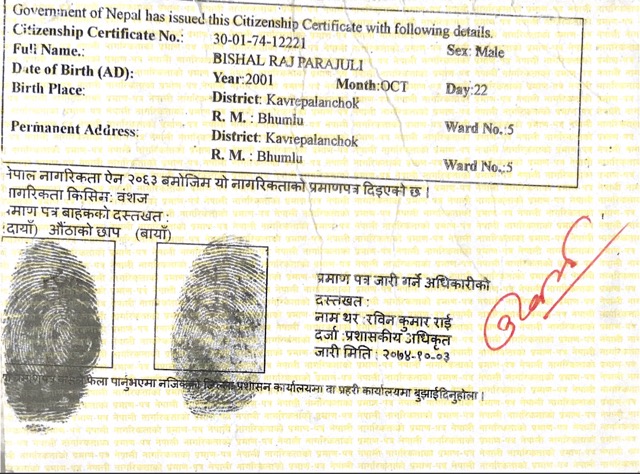 Government of Nepal has issued this Citizenship Certificate with following details.
Citizenship Certificate No.: 30-01-74-12221 Sex: Male
Full Name.: BISHAL RAJ PARAJULI
Date of Birth (AD): Year:2001 Month:OCT Day:22
Birth Place: District: Kavrepalanchok
R. M. : Bhumlu Ward No.:5
Permanent Address: District: Kavrepalanchok
R. M. : Bhumlu Ward No.:5
नेपाल नागरिकता ऐन २०६३ बमोजिम यो नागरिकताको प्रमाणपत्र दिइएको छ ।
नागरिकता किसिम: वंशज
प्रमाण पत्र बाहकको दस्तखत :
(दायाँ) औंठाको छाप (बायाँ)
प्रमाण पत्र जारी गर्ने अधिकारीको
दस्तखत :
नाम थर : रविन कुमार राई
दर्जा : प्रशासकीय अधिकृत
जारी मिति : २०७४-१०-०३
पानुभएमा नजिकको जिल्ला प्रशासन कार्यालयमा वा प्रहरी कार्यालयमा बुझाईदिनुहोला ।